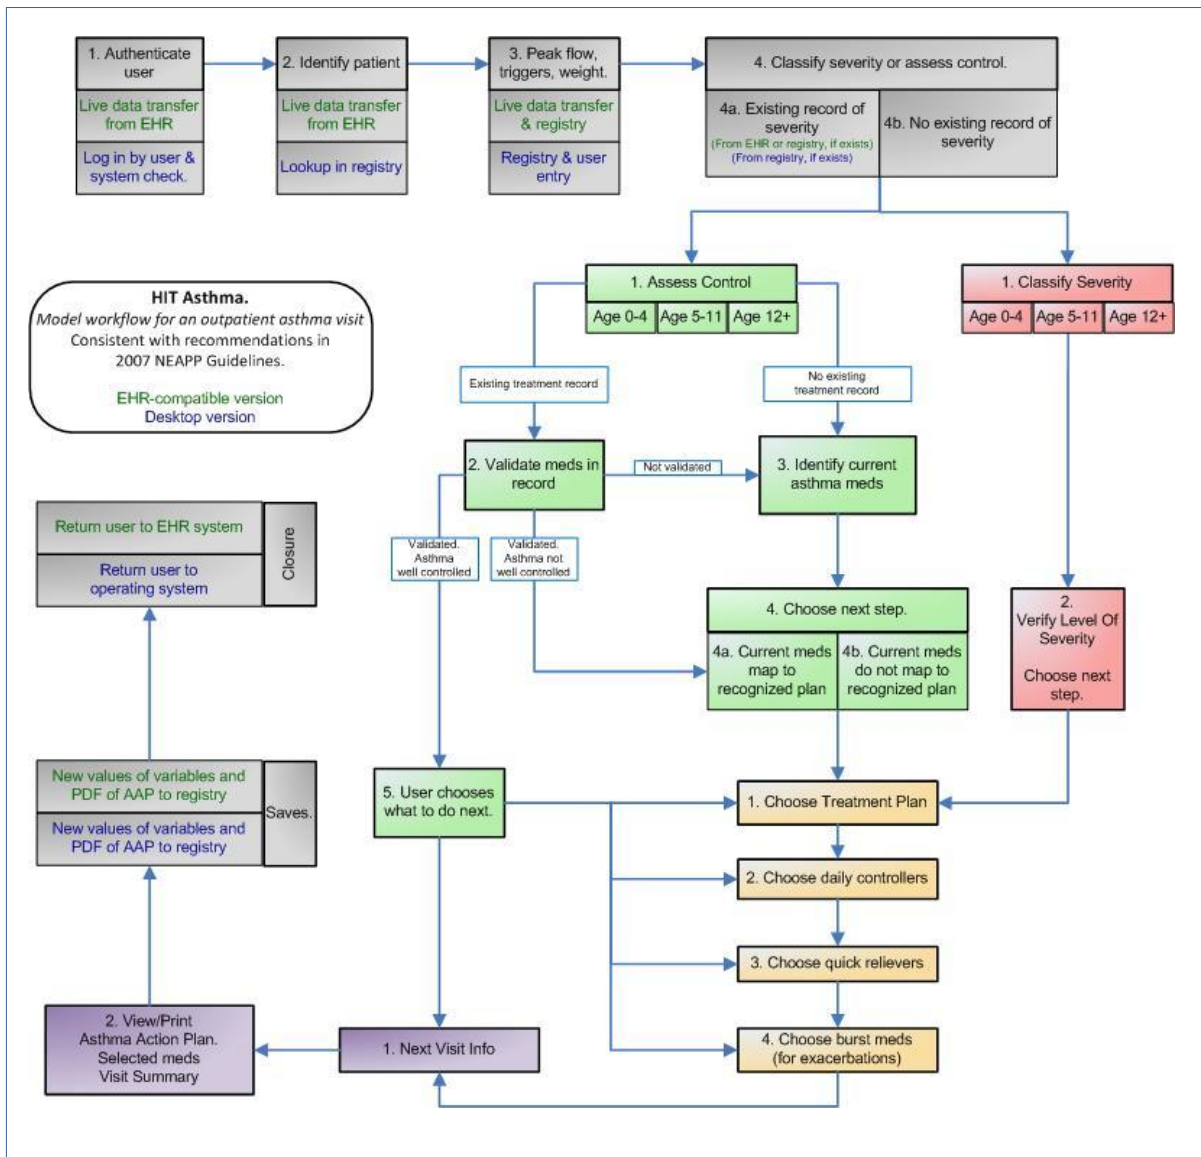 1. Authenticate
user
Live data transfer
from EHR
Log in by user &
system check.
2. Identify patient
Live data transfer
from EHR
Lookup in registry
3. Peak flow,
triggers, weight.
Live data transfer
& registry
Registry & user
entry
4. Classify severity or assess control.
4a. Existing record of
severity
(From EHR or registry, if exists)
(From registry, if exists)
4b. No existing record of
severity
HIT Asthma.
Model workflow for an outpatient asthma visit
Consistent with recommendations in
2007 NEAPP Guidelines.
EHR-compatible version
Desktop version
1. Assess Control
Age 0-4
Age 5-11
Age 12+
1. Classify Severity
Age 0-4
Age 5-11
Age 12+
Existing treatment record
No existing
treatment record
2. Validate meds in
record
Not validated
3. Identify current
asthma meds
Validated.
Asthma
well controlled
Validated.
Asthma not
well controlled
4. Choose next step.
4a. Current meds
map to
recognized plan
4b. Current meds
do not map to
recognized plan
2.
Verify Level Of
Severity
Choose next
step.
Return user to EHR system
Return user to
operating system
Closure
New values of variables and
PDF of AAP to registry
New values of variables and
PDF of AAP to registry
Saves.
5. User chooses
what to do next.
1. Choose Treatment Plan
2. Choose daily controllers
3. Choose quick relievers
4. Choose burst meds
(for exacerbations)
1. Next Visit Info
2. View/Print
Asthma Action Plan.
Selected meds
Visit Summary